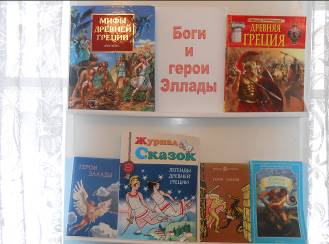 МИФЫ
ДРЕВНЕЙ
ГРЕЦИИ
Боги
и
герои
Эллады
ДРЕВНЯЯ
ГРЕЦИЯ
ГЕРОИ
ЭЛЛАДЫ
Журнал
Сказок
ЛЕГЕНДЫ
ДРЕВНЕЙ
ГРЕЦИИ